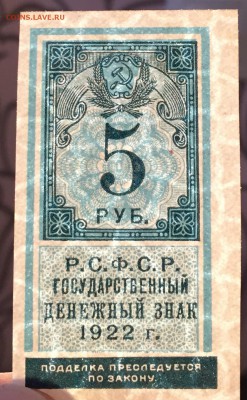 COINS.LAVE.RU
5
РУБ.
Р.С.Ф.С.Р.
ГОСУДАРСТВЕННЫЙ
ДЕНЕЖНЫЙ ЗНАК
1922 г.
ПОДДЕЛКА ПРЕСЛЕДУЕТСЯ
ПО ЗАКОНУ.